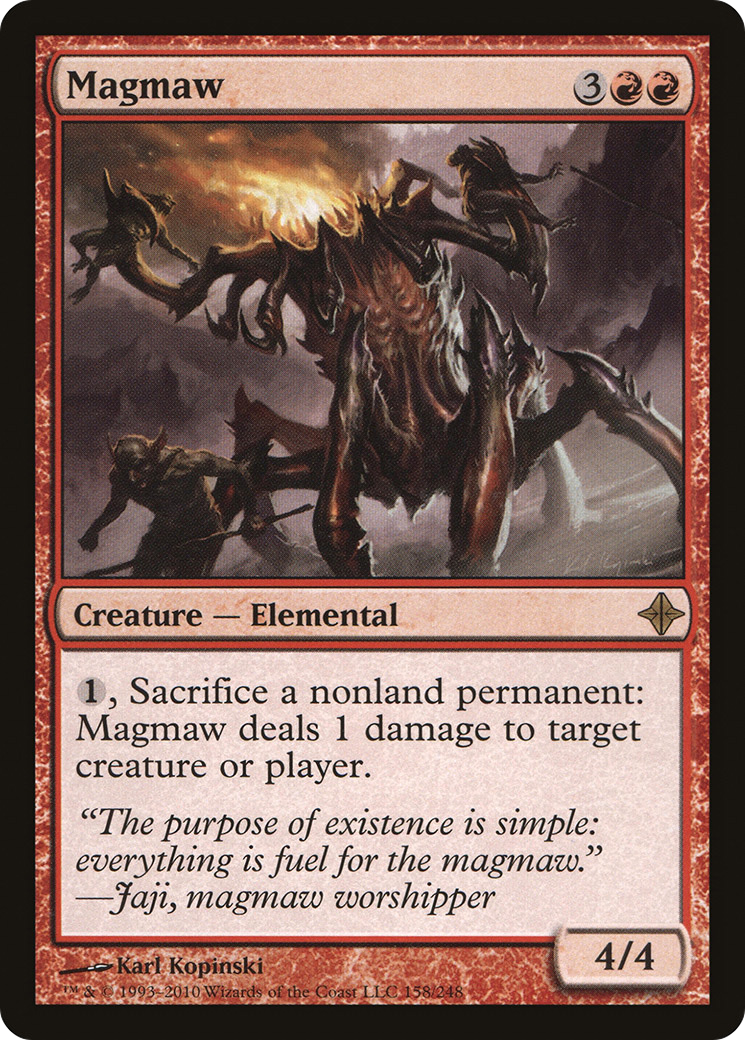 Magmaw 3
Creature — Elemental
1, Sacrifice a nonland permanent:
Magmaw deals 1 damage to target
creature or player.
“The purpose of existence is simple:
everything is fuel for the magmaw.”
—Jaji, magmaw worshipper
4/4
Karl Kopinski
™ & © 1993–2010 Wizards of the Coast LLC 158/248